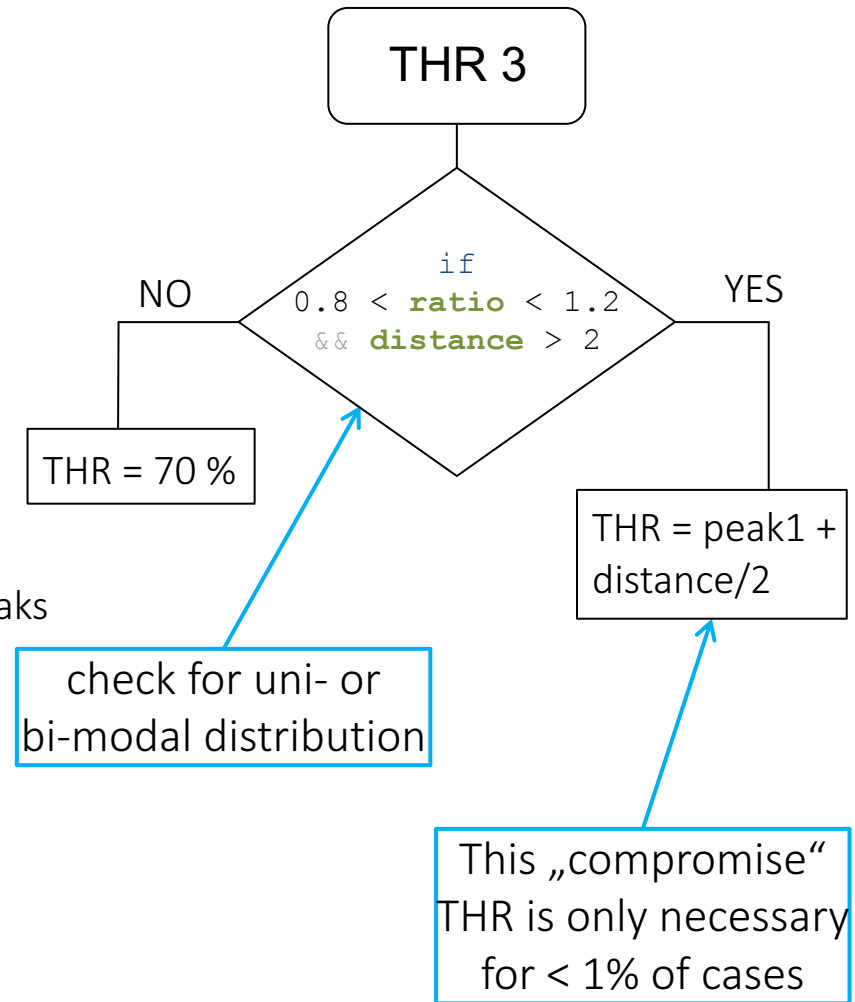 THR 3
if
0.8 < ratio < 1.2
&& distance > 2
NO
YES
THR = 70 %
THR = peak1 +
distance/2
aks
check for uni- or
bi-modal distribution
This „compromise“
THR is only necessary
for < 1% of cases